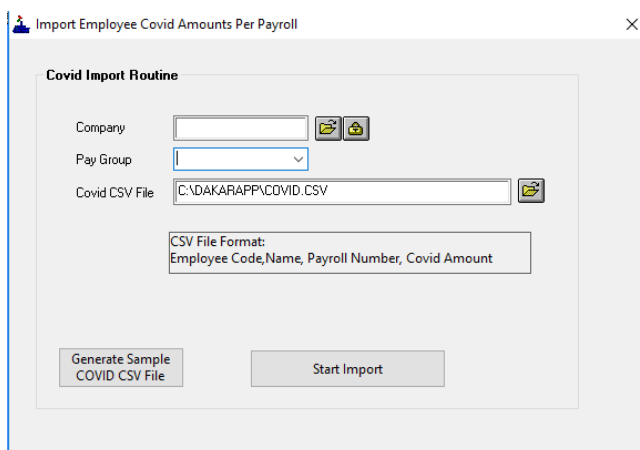 Import Employee Covid Amounts Per Payroll
Covid Import Routine
Company
Pay Group
Covid CSV File C:\DAKARAPP\COVID.CSV
CSV File Format:
Employee Code,Name, Payroll Number, Covid Amount
Generate Sample
COVID CSV File
Start Import